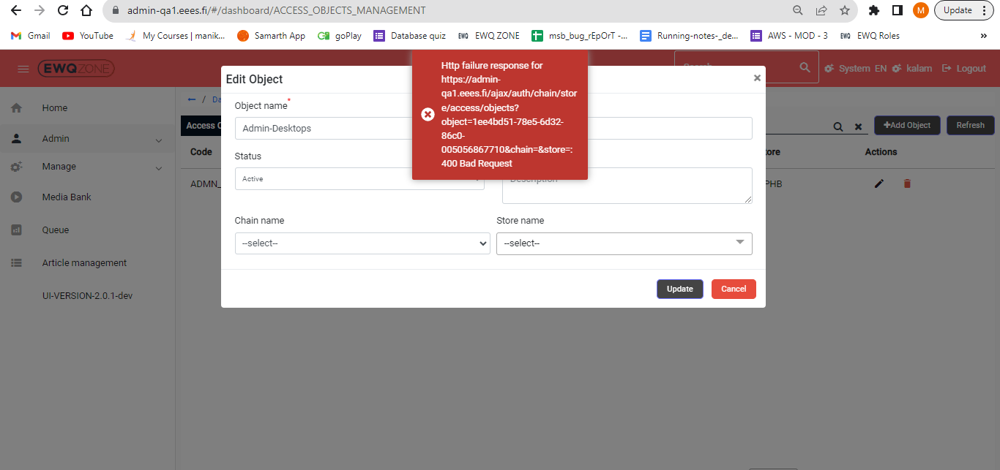 admin-qa1.eees.fi/#/dashboard/ACCESS_OBJECTS_MANAGEMENT
M
Update
Gmail
YouTube
My Courses | manik...
Samarth App
goPlay
Database quiz
EWQ EWQ ZONE
msb_bug_rEpOrT -...
Running-notes-_de...
AWS - MOD - 3
EWQ EWQ Roles
»
EWQZONE
System
EN
kalam
Logout
Home
Admin
Manage
Media Bank
Queue
Article management
UI-VERSION-2.0.1-dev
/
Access
+Add Object
Refresh
Code
Actions
ADMN_
PHB
Edit Object
×
Object name*
Admin-Desktops
Status
Active
Description
Chain name
--select--
Store name
--select--
Update
Cancel
Http failure response for
https://admin-
qa1.eees.fi/ajax/auth/chain/stor
e/access/objects?
object=1ee4bd51-78e5-6d32-
86c0-
005056867710&chain=&store=:
400 Bad Request